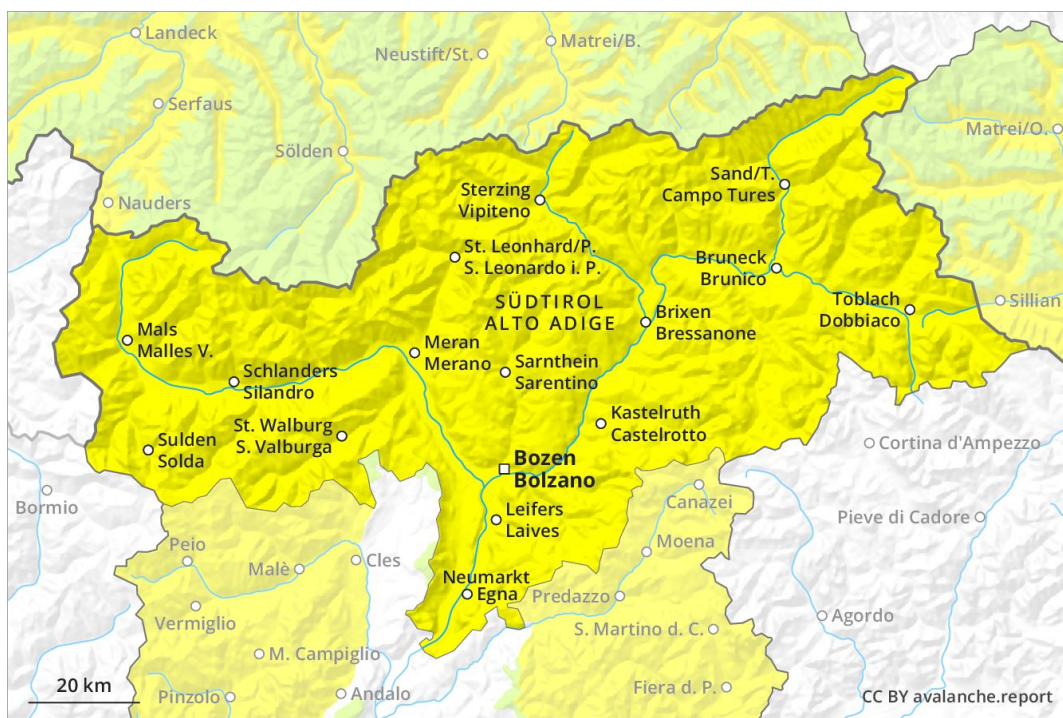 Landeck
Neustift/St.
Matrei/B.
Serfaus
Matrei/O.
Sölden
Sand/T.
Campo Tures
Sterzing
Vipiteno
Nauders
St. Leonhard/P.
S. Leonardo i. P.
Bruneck
Brunico
SÜDTIROL
ALTO ADIGE
Toblach
Dobbiaco
Sillian
Brixen
Bressanone
Mals
Malles V.
Meran
Merano
Sarnthein
Sarentino
Schlanders
Silandro
Kastelruth
Castelrotto
St. Walburg
S. Valburga
Sulden
Solda
Cortina d'Ampezzo
Bozen
Bolzano
Bormio
Canazei
Leifers
Laives
Pieve di Cadore
Peio
Moena
Cles
Malè
Neumarkt
Egna
Predazzo
Vermiglio
Agordo
S. Martino d. C.
M. Campiglio
20 km
Pinzolo
Andalo
Fiera d. P.
CC BY avalanche.report